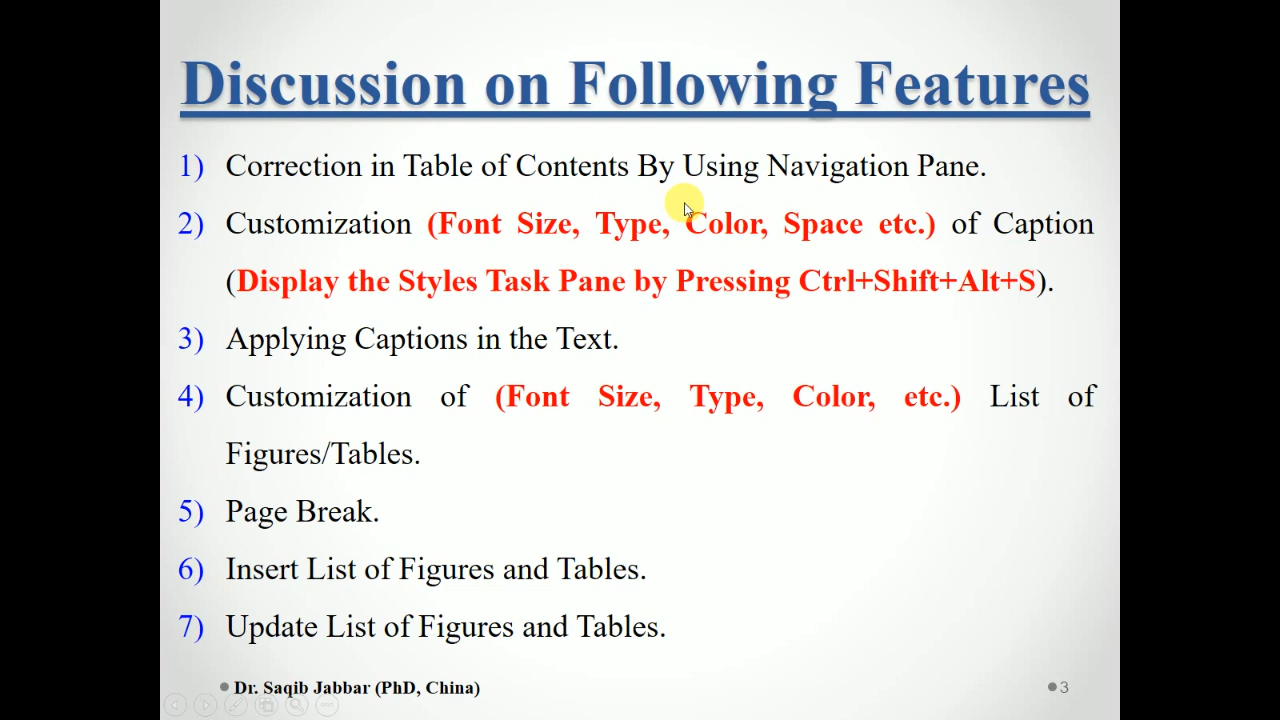 Discussion on Following Features
1) Correction in Table of Contents By Using Navigation Pane.
2) Customization (Font Size, Type, Color, Space etc.) of Caption
(Display the Styles Task Pane by Pressing Ctrl+Shift+Alt+S).
3) Applying Captions in the Text.
4) Customization of (Font Size, Type, Color, etc.) List of
Figures/Tables.
5) Page Break.
6) Insert List of Figures and Tables.
7) Update List of Figures and Tables.
Dr. Saqib Jabbar (PhD, China)
3